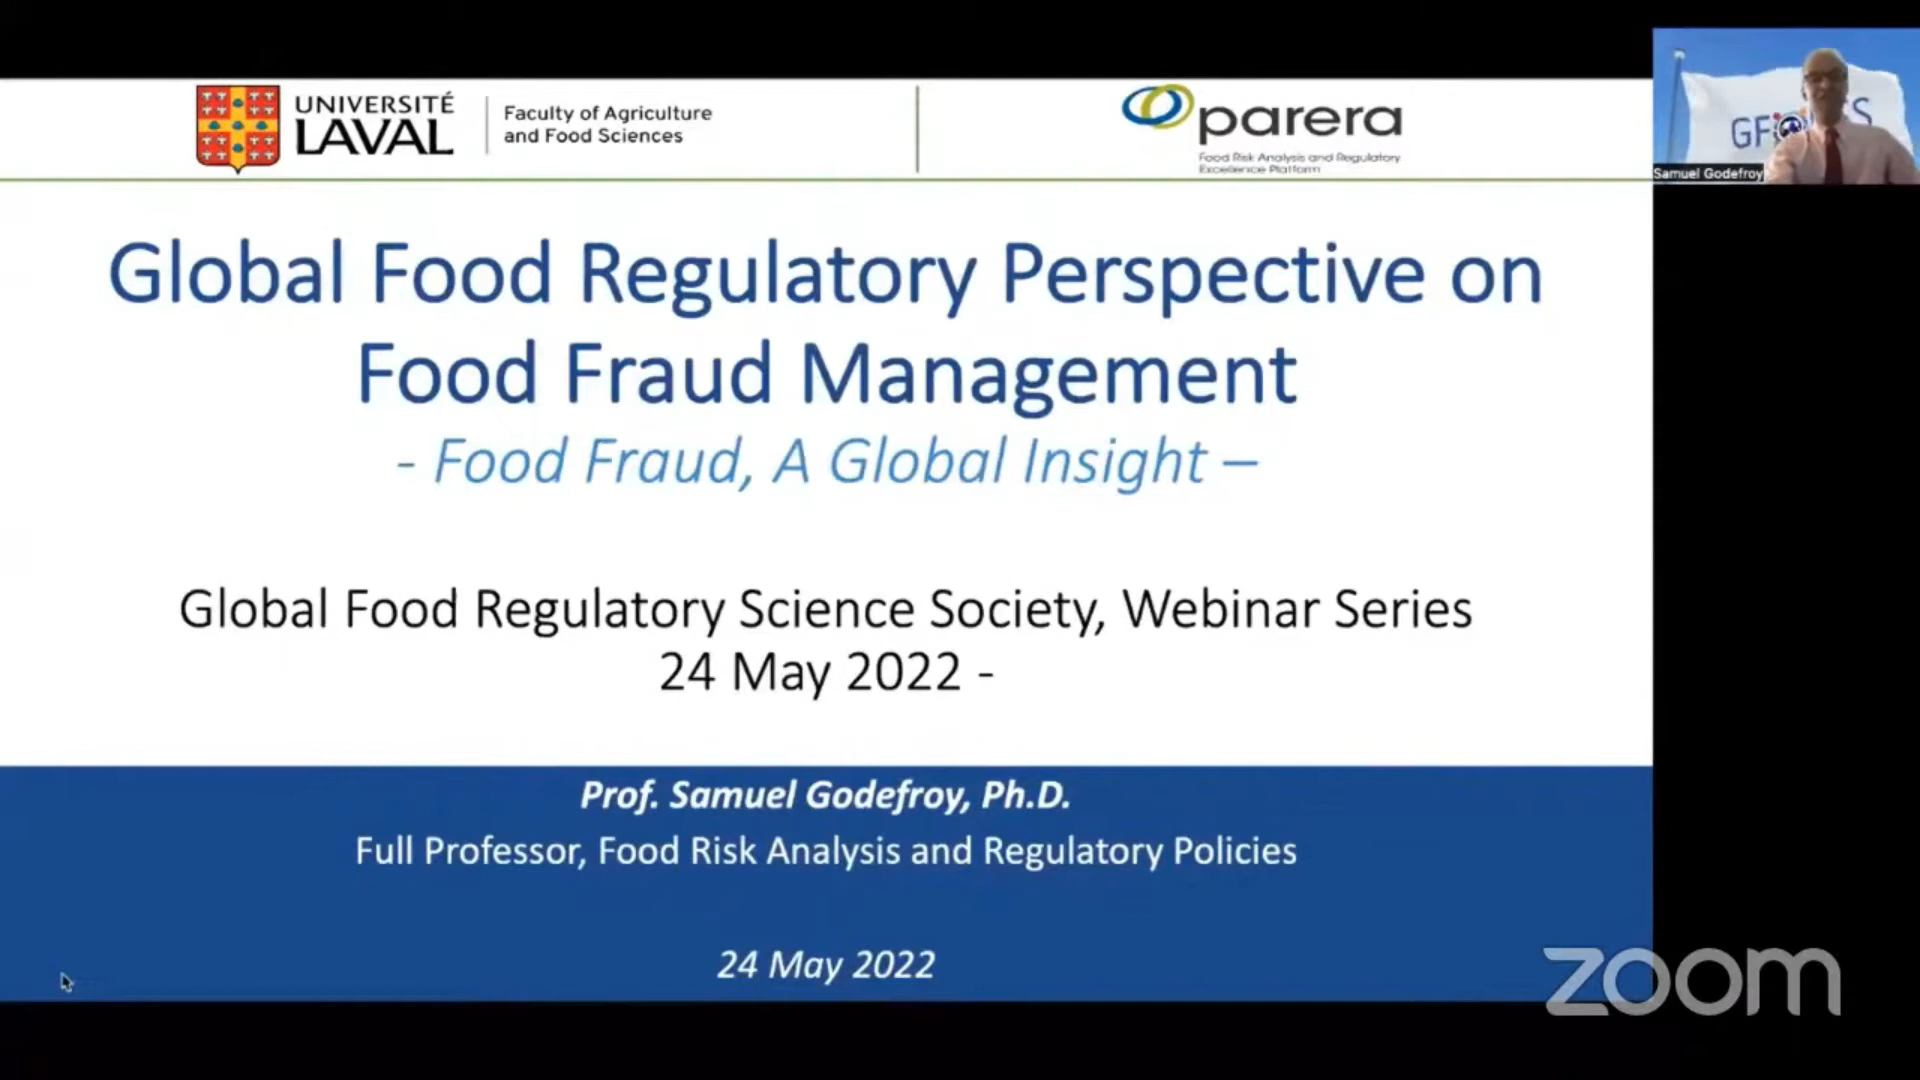 UNIVERSITÉ
LAVAL
Faculty of Agriculture
and Food Sciences
parera
Food Risk Analysis and Regulatory
Excellence Platform
Samuel Godefroy
Global Food Regulatory Perspective on
Food Fraud Management
- Food Fraud, A Global Insight –
Global Food Regulatory Science Society, Webinar Series
24 May 2022 -
Prof. Samuel Godefroy, Ph.D.
Full Professor, Food Risk Analysis and Regulatory Policies
24 May 2022
zoom